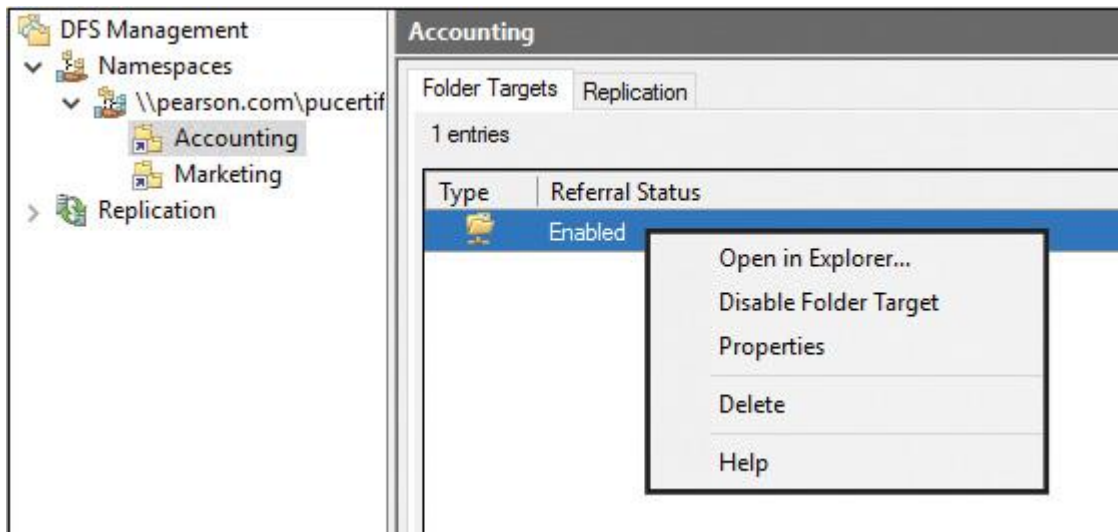 DFS Management
Namespaces
\\pearson.com\pucertif
Accounting
Marketing
Replication
Accounting
Folder Targets Replication
1 entries
Type Referral Status
Enabled
Open in Explorer...
Disable Folder Target
Properties
Delete
Help